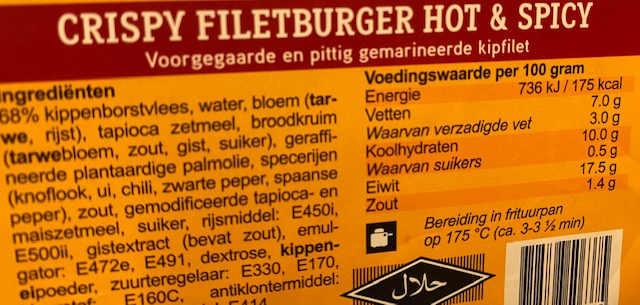 CRISPY FILETBURGER HOT & SPICY
Voorgegaarde en pittig gemarineerde kipfilet
ingrediënten
68% kippenborstvlees, water, bloem (tar-
we, rijst), tapioca zetmeel, broodkruim
(tarwebloem, zout, gist, suiker), geraffi-
neerde plantaardige palmolie, specerijen
(knoflook, ui, chili, zwarte peper, spaanse
peper), zout, gemodificeerde tapioca- en
maiszetmeel, suiker, rijsmiddel: E450i,
E500ii, gistextract (bevat zout), emul-
gator: E472e, E491, dextrose, kippen-
eipoeder, zuurteregelaar: E330, E170,
E160C, antiklontermiddel:
Voedingswaarde per 100 gram
Energie 736 kJ / 175 kcal
Vetten 7.0 g
Waarvan verzadigde vet 3.0 g
Koolhydraten 10.0 g
Waarvan suikers 0.5 g
Eiwit 17.5 g
Zout 1.4 g
Bereiding in frituurpan
op 175 °C (ca. 3-3 ½ min)
حلال